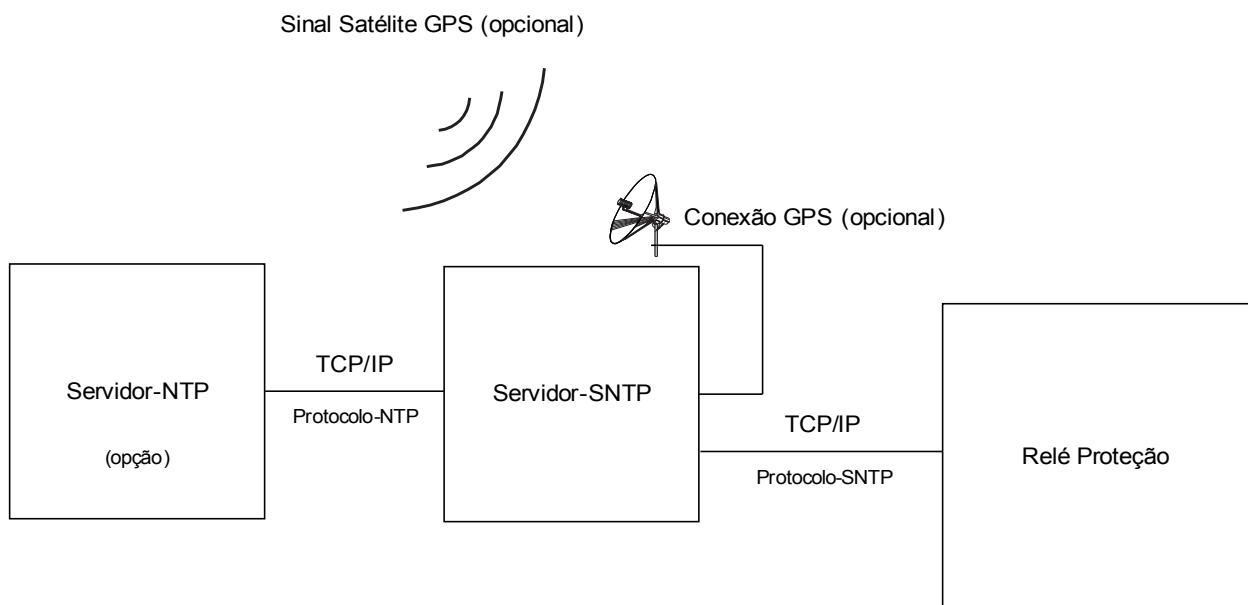 Sinal Satélite GPS (opcional)
Conexão GPS (opcional)
Servidor-NTP
(opção)
TCP/IP
Protocolo-NTP
Servidor-SNTP
TCP/IP
Protocolo-SNTP
Relé Proteção